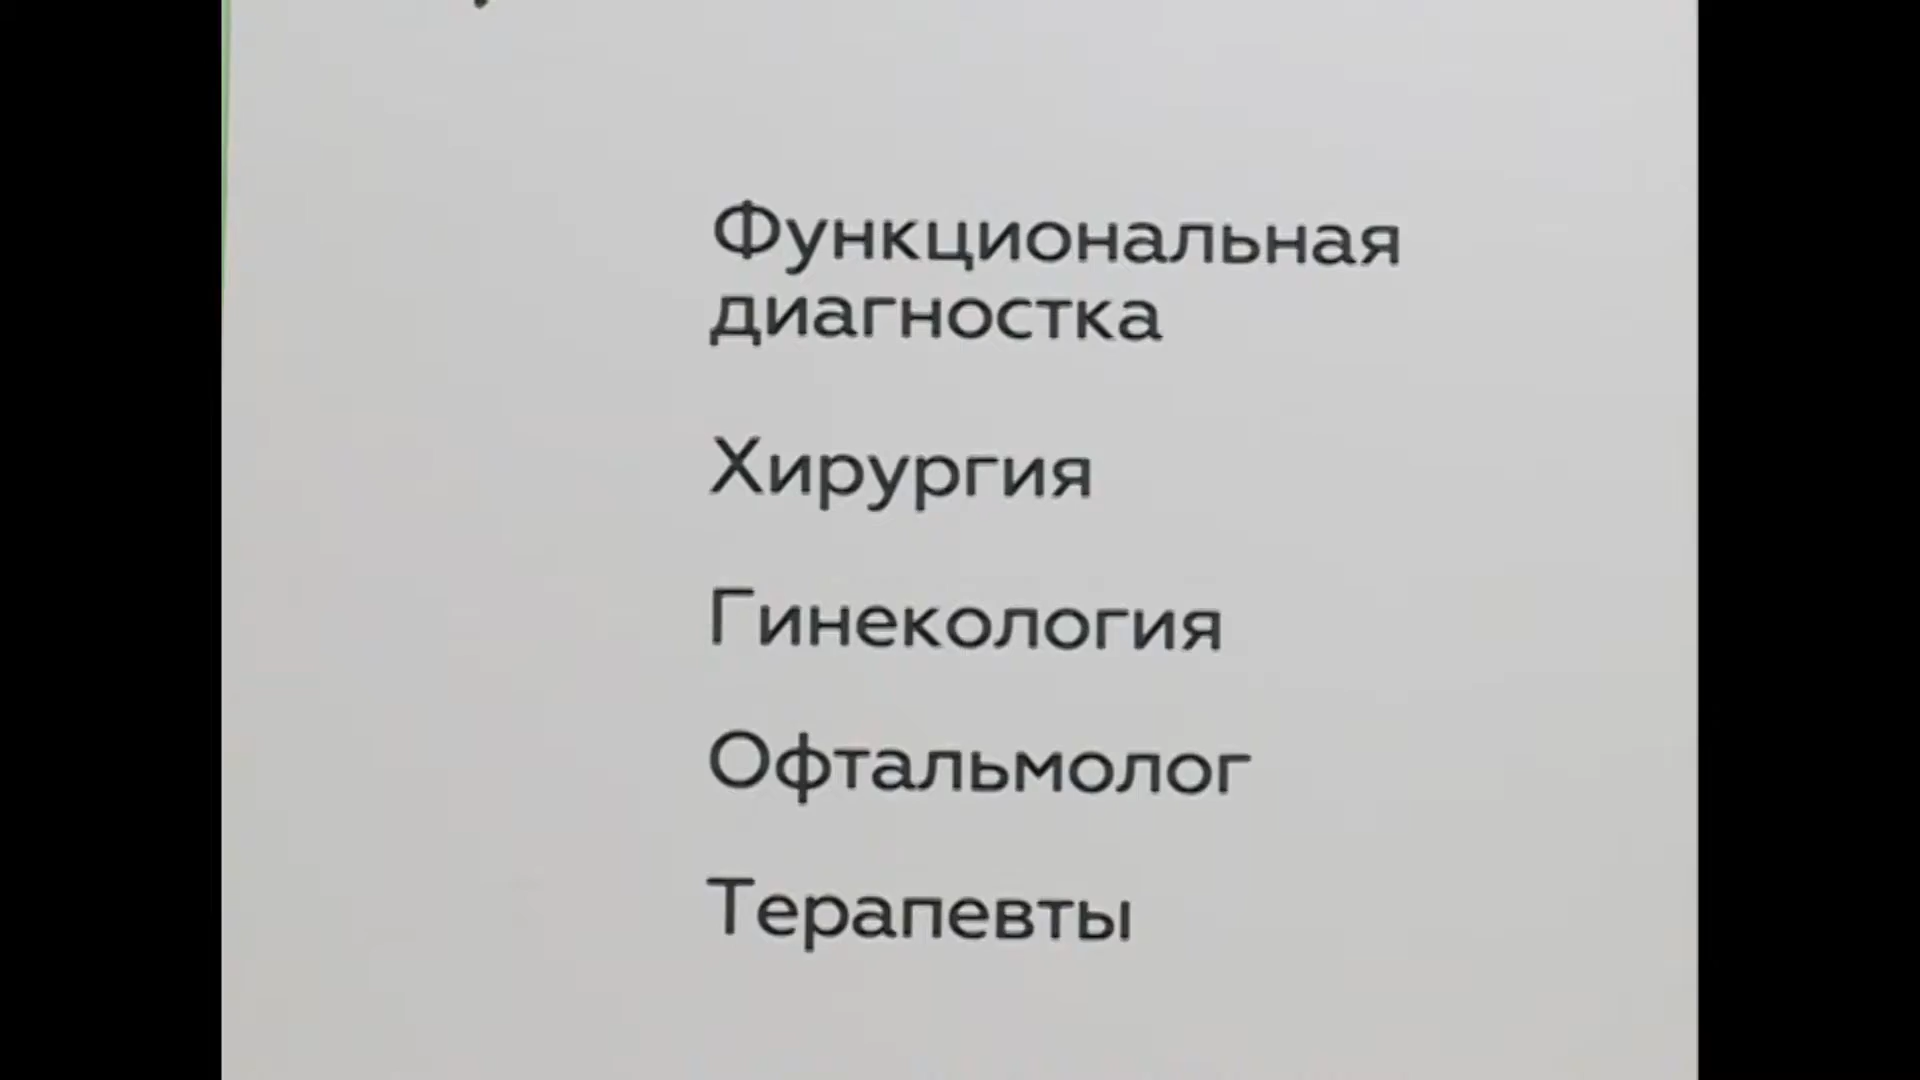 Функциональная
диагностка
Хирургия
Гинекология
Офтальмолог
Терапевты